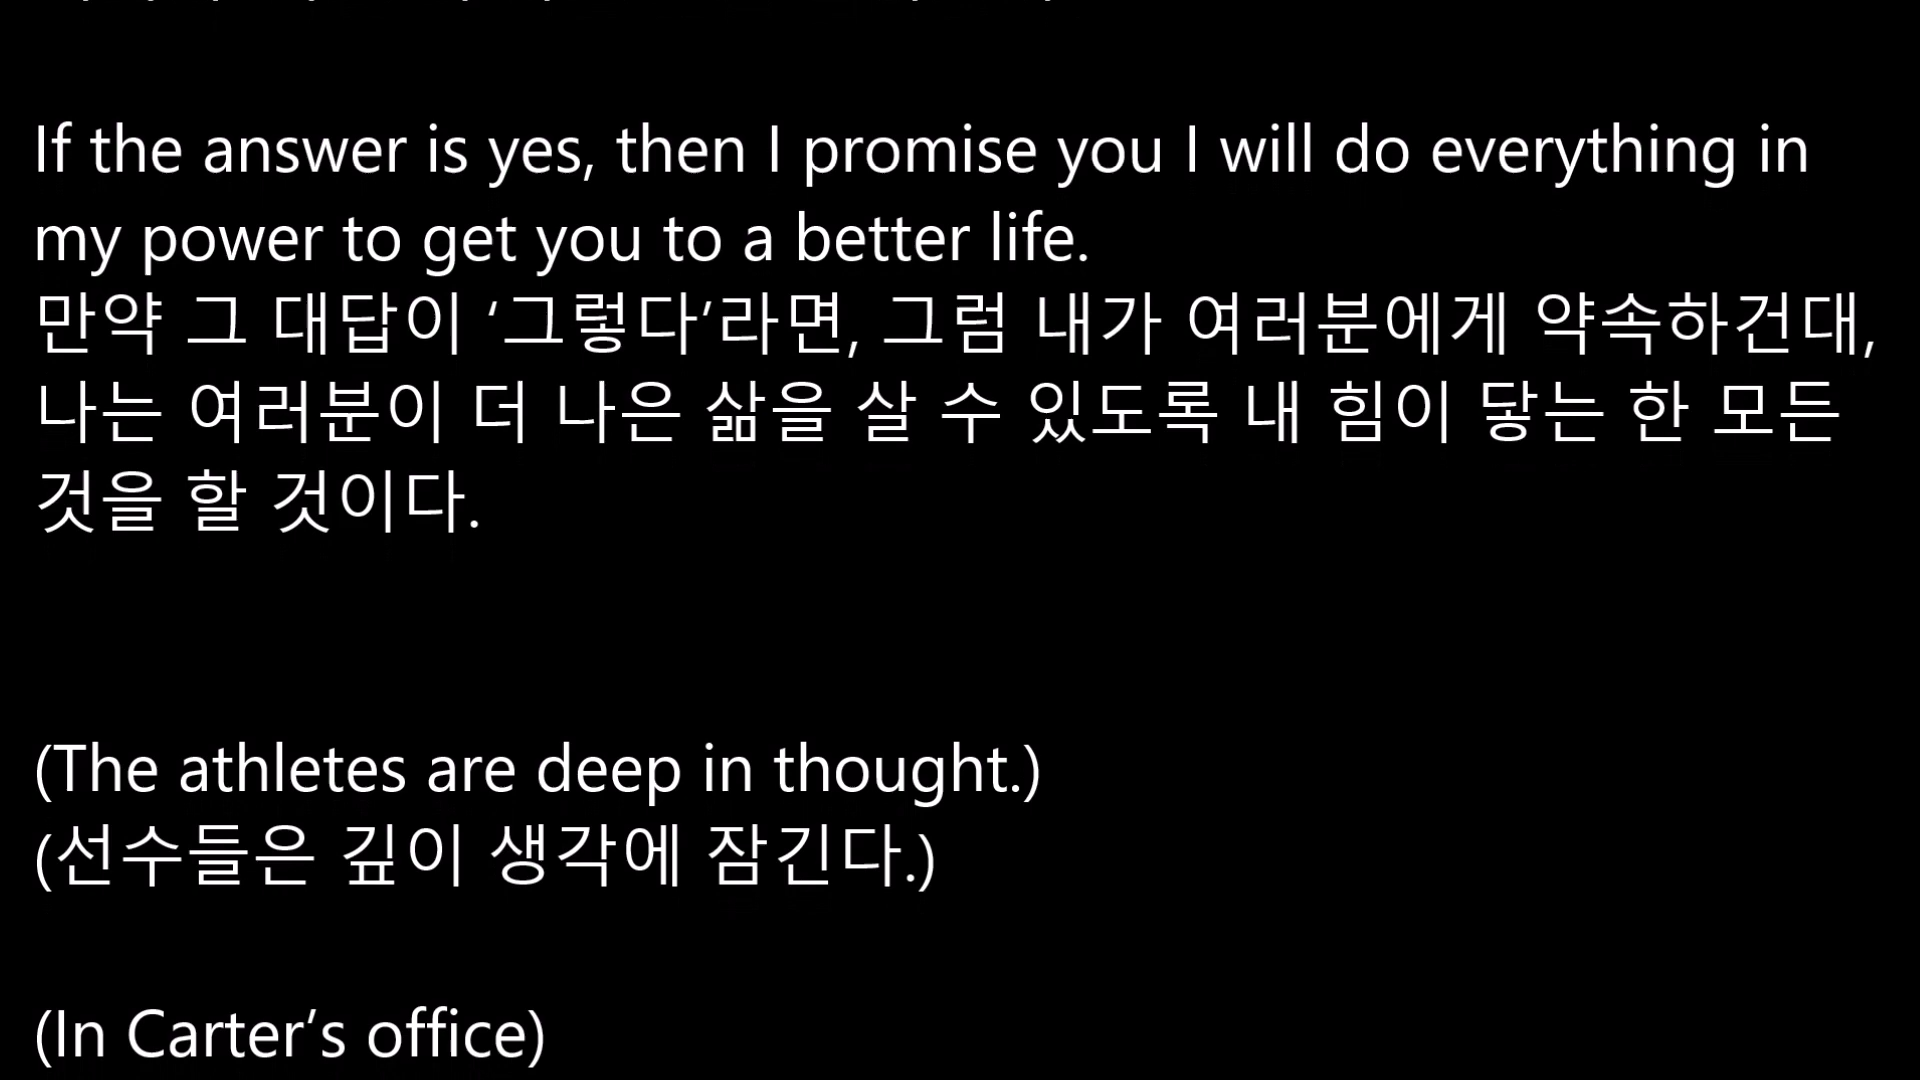 If the answer is yes, then I promise you I will do everything in
my power to get you to a better life.
만약 그 대답이 ‘그렇다’라면, 그럼 내가 여러분에게 약속하건대,
나는 여러분이 더 나은 삶을 살 수 있도록 내 힘이 닿는 한 모든
것을 할 것이다.
(The athletes are deep in thought.)
(선수들은 깊이 생각에 잠긴다.)
(In Carter’s office)